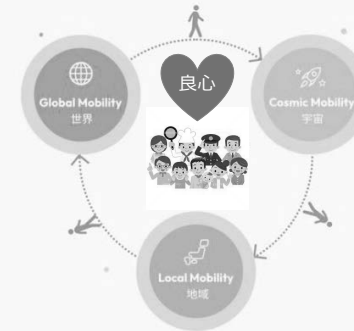 良心
Global Mobility
世界
Cosmic Mobility
宇宙
Local Mobility
地域